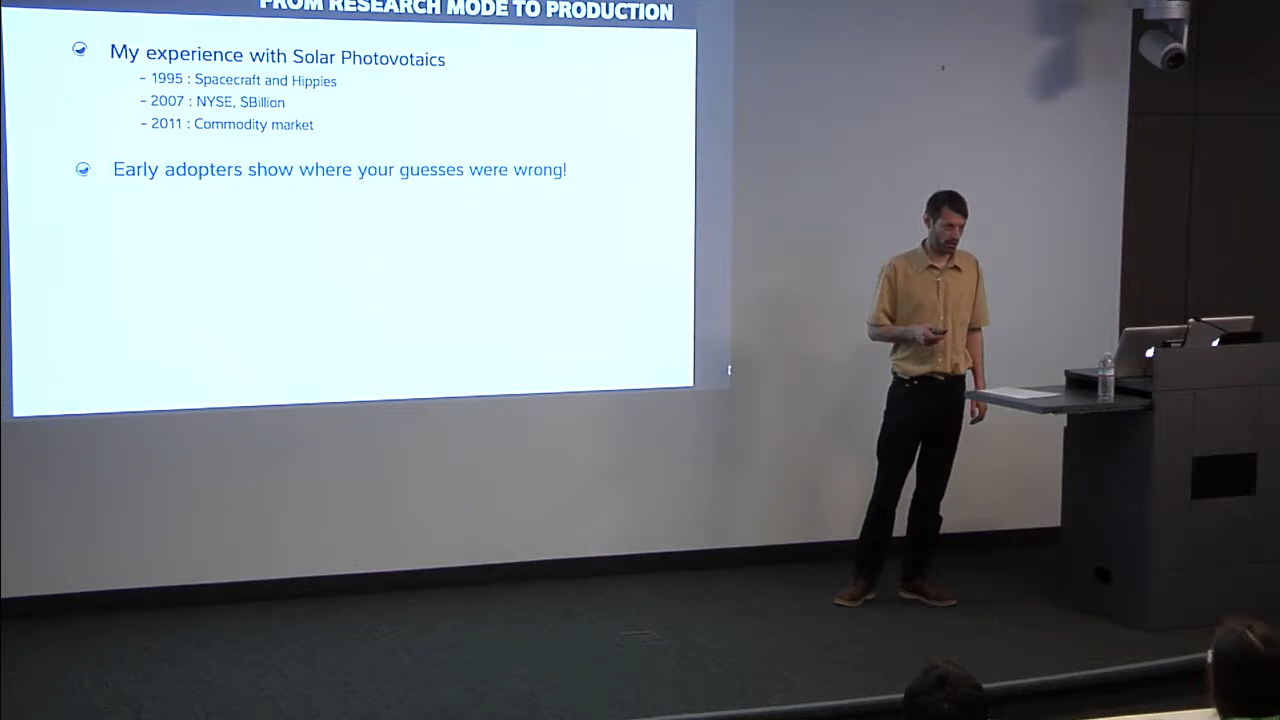 FROM RESEARCH MODE TO PRODUCTION
My experience with Solar Photovotaics
- 1995 : Spacecraft and Hippies
- 2007 : NYSE, $Billion
- 2011 : Commodity market
Early adopters show where your guesses were wrong!